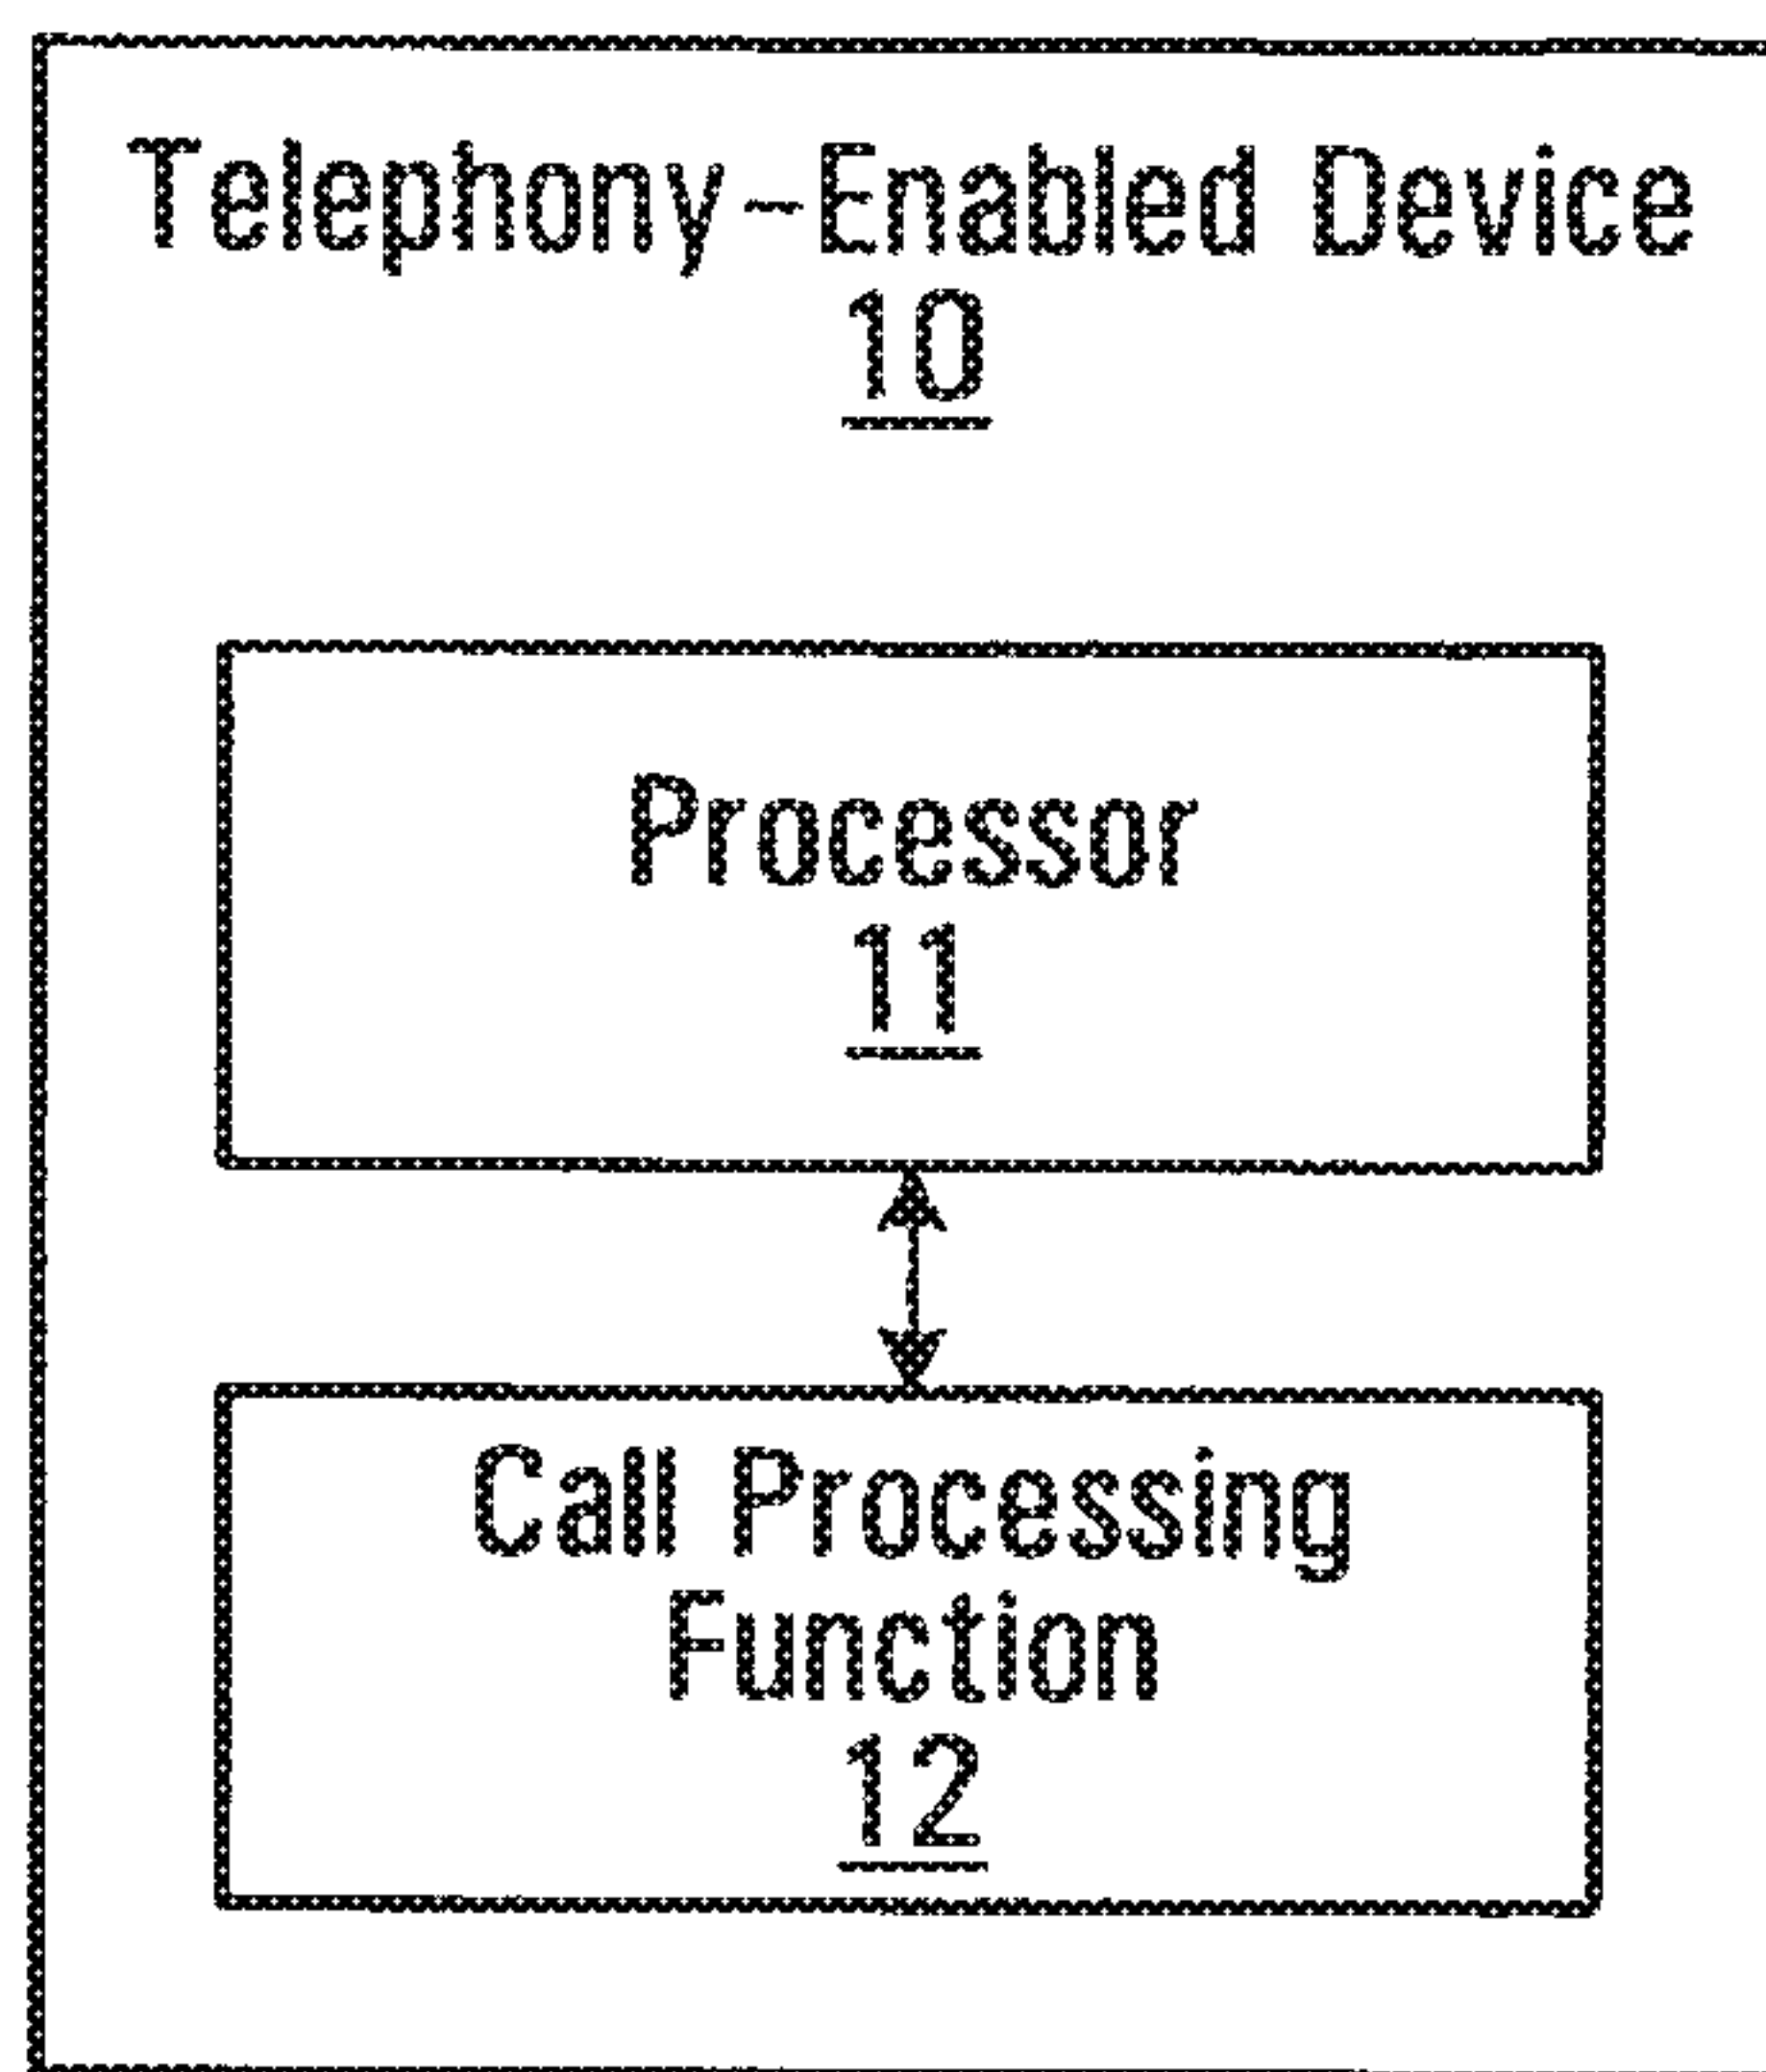 Telephony-Enabled Device
10
Processor
11
Call Processing
Function
12